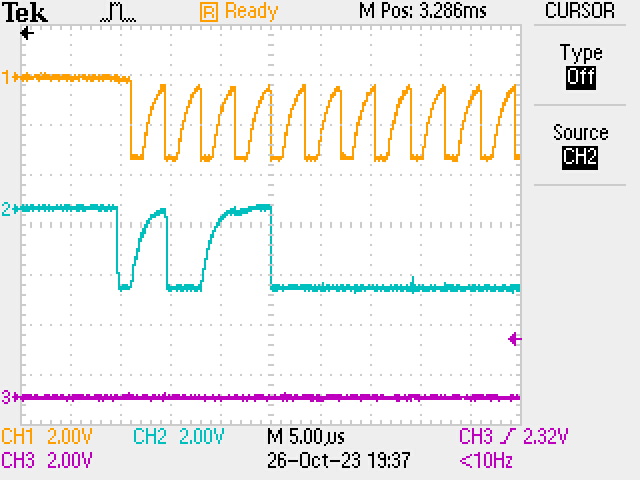 Tek R Ready M Pos: 3.286ms CURSOR
Type
Off
Source
CH2
1
2
3
CH1 2.00V CH2 2.00V M 5.00µs CH3 2.32V
CH3 2.00V 26-Oct-23 19:37 <10Hz